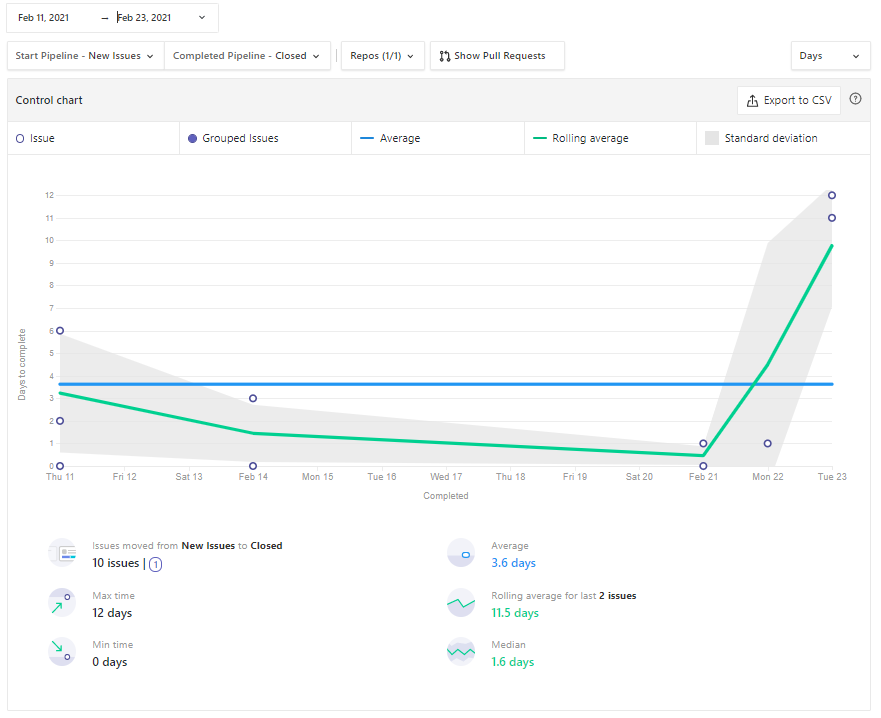 Feb 11, 2021 → Feb 23, 2021
Start Pipeline - New Issues Completed Pipeline - Closed Repos (1/1) Show Pull Requests Days
Control chart Export to CSV ?
Issue Grouped Issues Average Rolling average Standard deviation
12
11
10
9
8
7
6
5
4
3
2
1
0
Days to complete
Thu 11 Fri 12 Sat 13 Feb 14 Mon 15 Tue 16 Wed 17 Thu 18 Fri 19 Sat 20 Feb 21 Mon 22 Tue 23
Completed
Issues moved from New Issues to Closed
10 issues | 1
Average
3.6 days
Max time
12 days
Rolling average for last 2 issues
11.5 days
Min time
0 days
Median
1.6 days